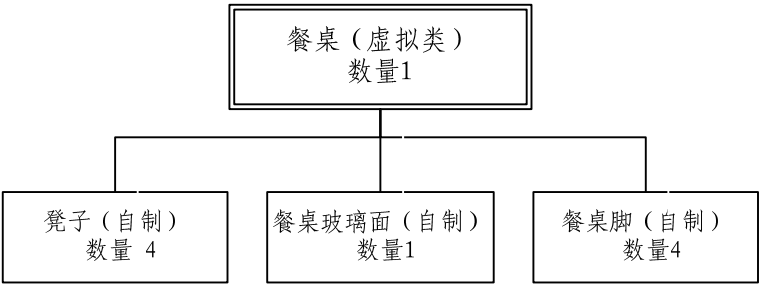 餐桌（虚拟类）
数量1
凳子（自制）
数量 4
餐桌玻璃面（自制）
数量1
餐桌脚（自制）
数量4